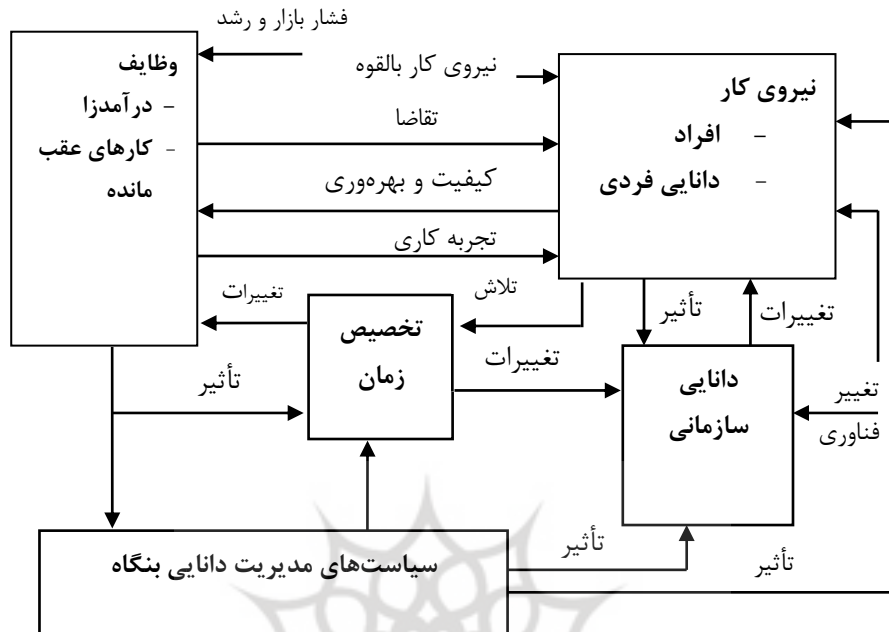 فشار بازار و رشد
وظایف
- درآمدزا
- کارهای عقب
مانده
نیروی کار بالقوه
نیروی کار
- افراد
- دانایی فردی
تقاضا
کیفیت و بهره‌وری
تجربه کاری
تغییرات
تلاش
تأثیر
تغییرات
تخصیص
زمان
تغییرات
دانایی
سازمانی
تغییر
فناوری
تأثیر
سیاست‌های مدیریت دانایی بنگاه
تأثیر
تأثیر